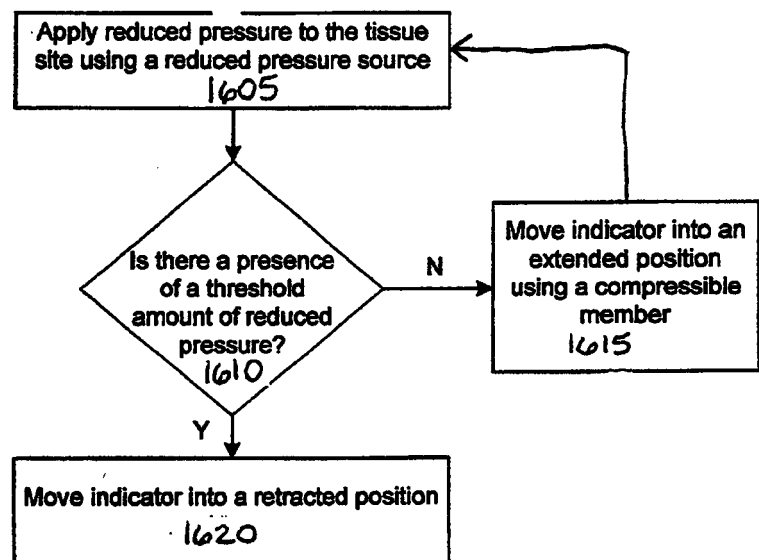 Apply reduced pressure to the tissue
site using a reduced pressure source
1605
Is there a presence
of a threshold
amount of reduced
pressure?
1610
N
Move indicator into an
extended position
using a compressible
member
1615
Y
Move indicator into a retracted position
1620